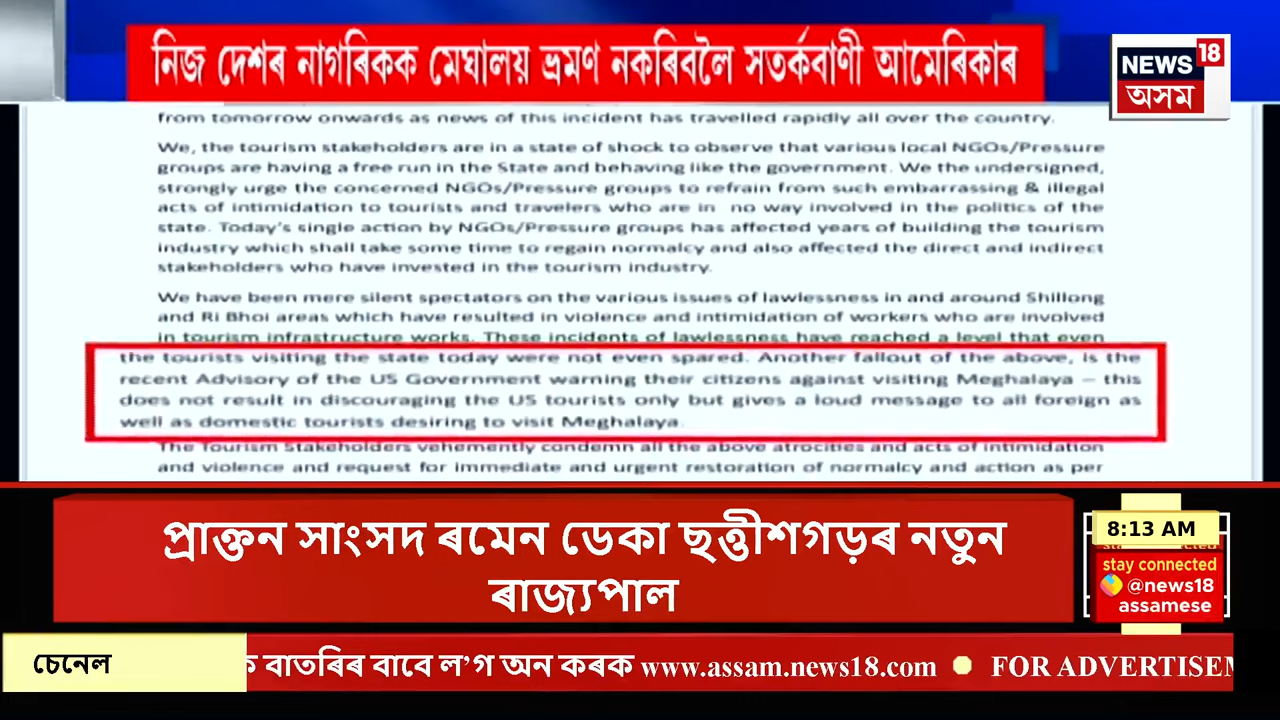 নিজ দেশৰ নাগৰিকক মেঘালয় ভ্ৰমণ নকৰিবলৈ সতৰ্কবাণী আমেৰিকাৰ
NEWS 18
অসম
from tomorrow onwards as news of this incident has travelled rapidly all over the country.
We, the tourism stakeholders are in a state of shock to observe that various local NGOs/Pressure
groups are having a free run in the State and behaving like the government. We the undersigned,
strongly urge the concerned NGOs/Pressure groups to refrain from such embarrassing & illegal
acts of intimidation to tourists and travelers who are in no way involved in the politics of the
state. Today's single action by NGOs/Pressure groups has affected years of building the tourism
industry which shall take some time to regain normalcy and also affected the direct and indirect
stakeholders who have invested in the tourism industry.
We have been mere silent spectators on the various issues of lawlessness in and around Shillong
and Ri Bhoi areas which have resulted in violence and intimidation of workers who are involved
in tourism infrastructure works. These incidents of lawlessness have reached a level that even
the tourists visiting the state today were not even spared. Another fallout of the above, is the
recent Advisory of the US Government warning their citizens against visiting Meghalaya – this
does not result in discouraging the US tourists only but gives a loud message to all foreign as
well as domestic tourists desiring to visit Meghalaya.
The Tourism Stakeholders vehemently condemn all the above atrocities and acts of intimidation
and violence and request for immediate and urgent restoration of normalcy and action as per
প্ৰাক্তন সাংসদ ৰমেন ডেকা ছত্তীশগড়ৰ নতুন
ৰাজ্যপাল
8:13 AM
stay connected
@news18
assamese
চেনেল
ক বাতৰিৰ বাবে ল'গ অন কৰক www.assam.news18.com FOR ADVERTISEM